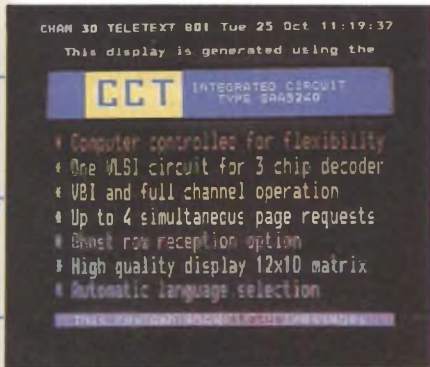 CHAN 30 TELETEXT 801 Tue 25 Oct 11:19:37
This display is generated using the
CCT INTEGRATED CIRCUIT
TYPE SAA5240
* Computer controlled for flexibility
* One VLSI circuit for 3 chip decoder
* VBI and full channel operation
* Up to 4 simultaneous page requests
* Ghost row reception option
* High quality display 12x10 matrix
* Automatic language selection
This row